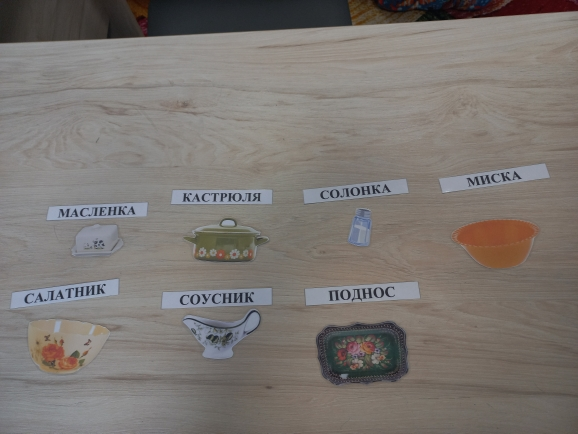 МАСЛЕНКА
КАСТРЮЛЯ
СОЛОНКА
МИСКА
САЛАТНИК
СОУСНИК
ПОДНОС